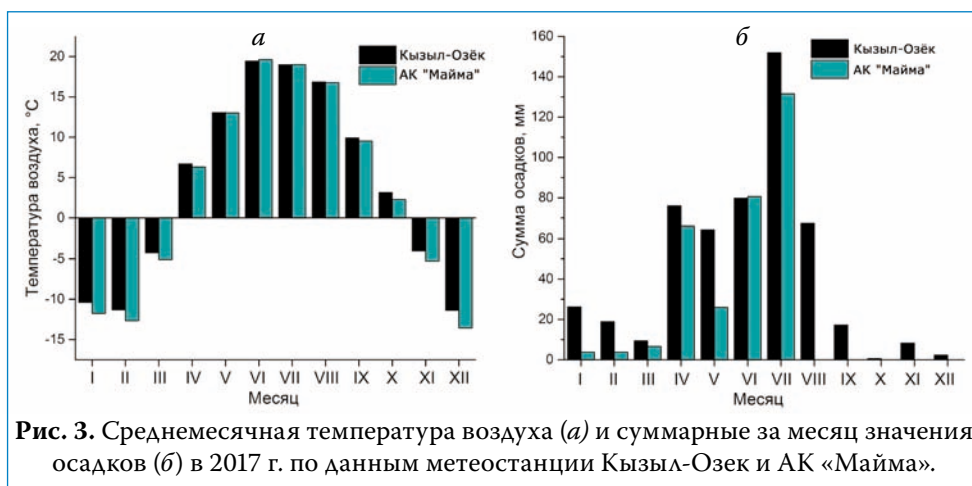 а
Кызыл-Озёк
АК "Майма"
Температура воздуха, °C
20
15
10
5
0
-5
-10
-15
I II III IV V VI VII VIII IX X XI XII
Месяц
б
Кызыл-Озёк
АК "Майма"
Сумма осадков, мм
160
140
120
100
80
60
40
20
0
I II III IV V VI VII VIII IX X XI XII
Месяц
Рис. 3. Среднемесячная температура воздуха (а) и суммарные за месяц значения
осадков (б) в 2017 г. по данным метеостанции Кызыл-Озек и АК «Майма».